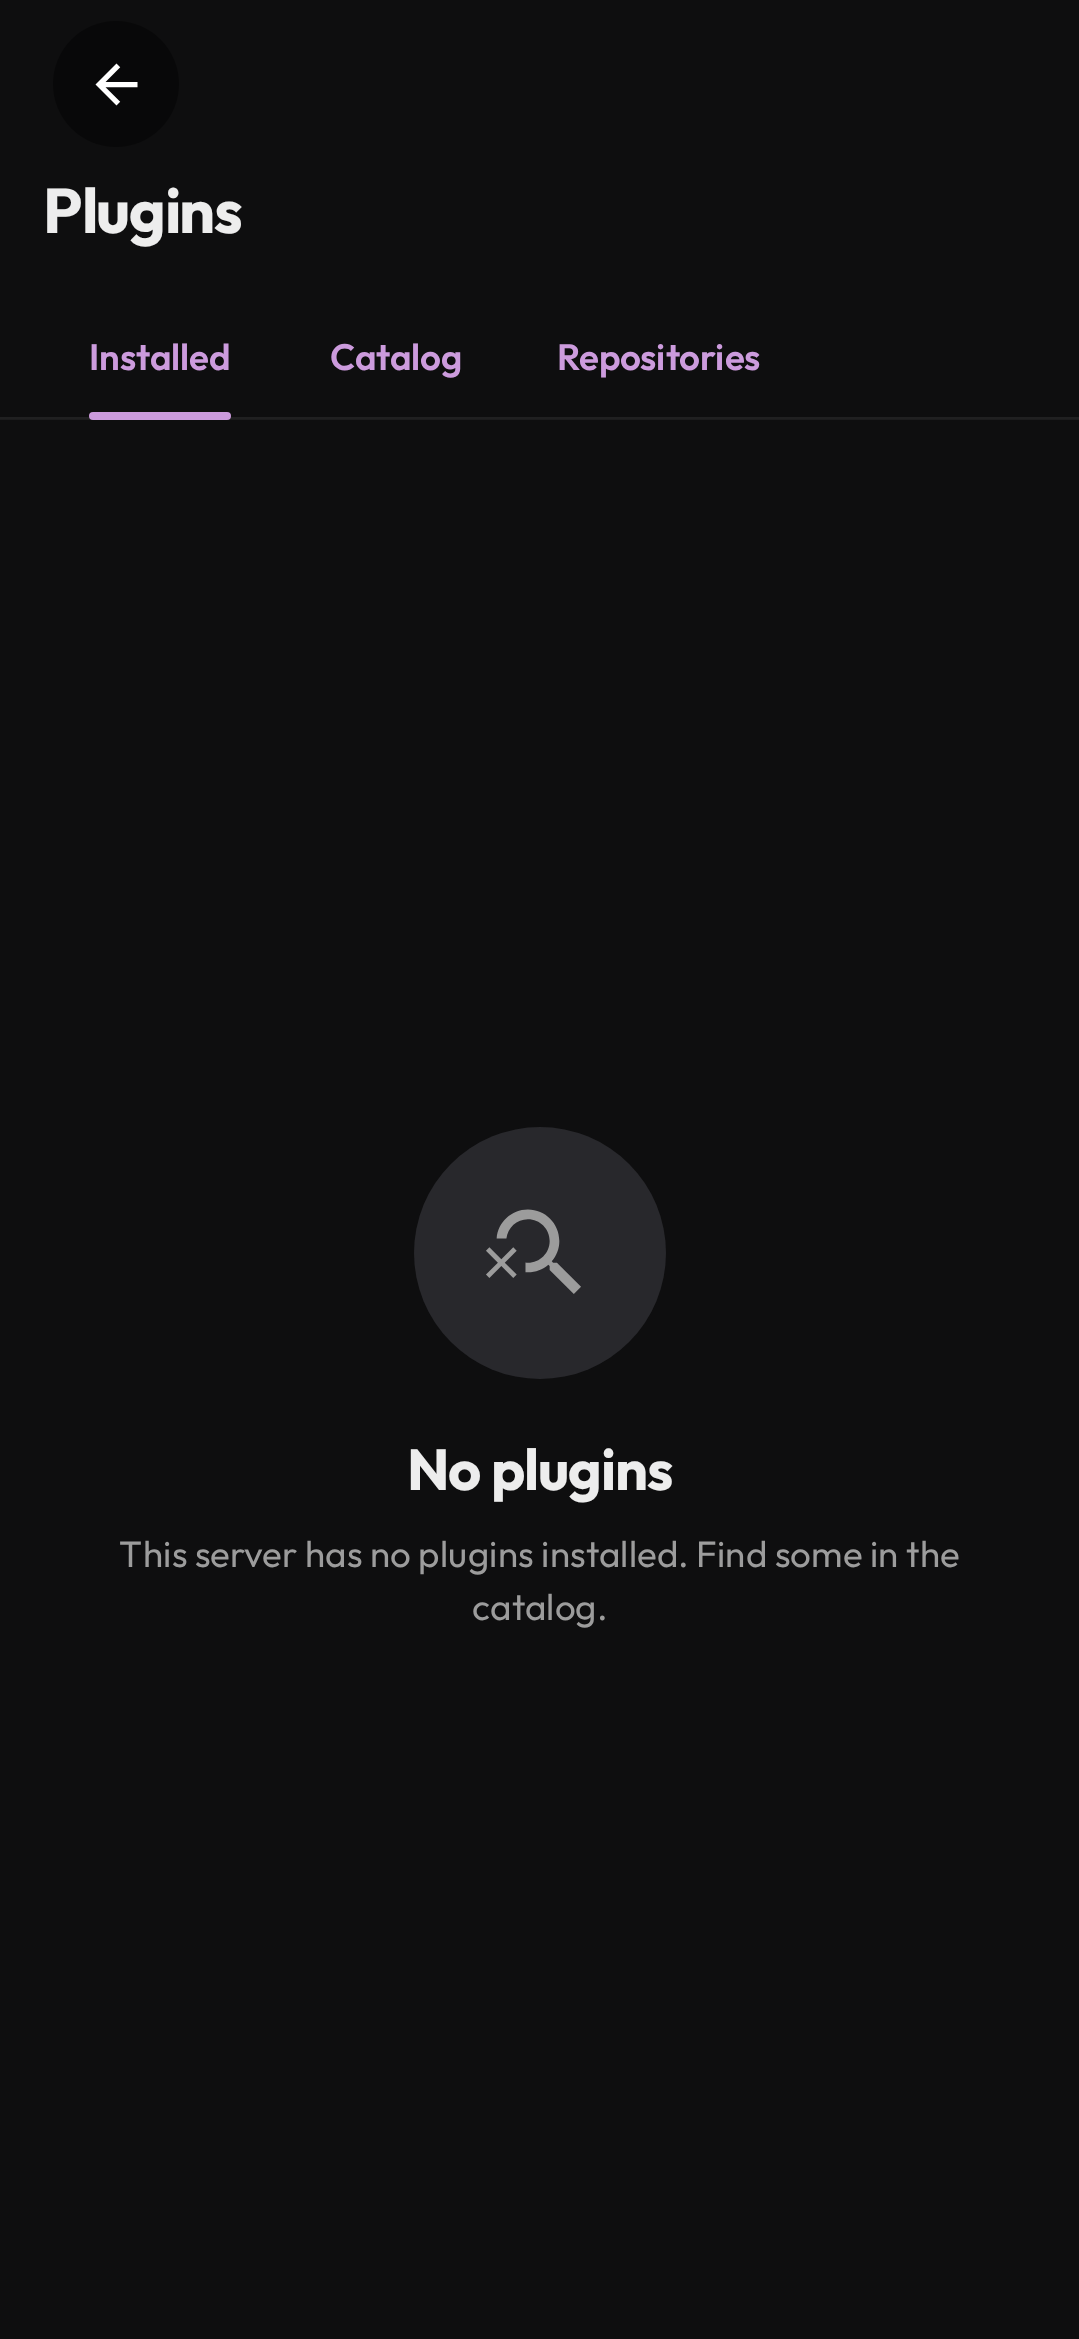 Plugins
Installed
Catalog
Repositories
No plugins
This server has no plugins installed. Find some in the
catalog.